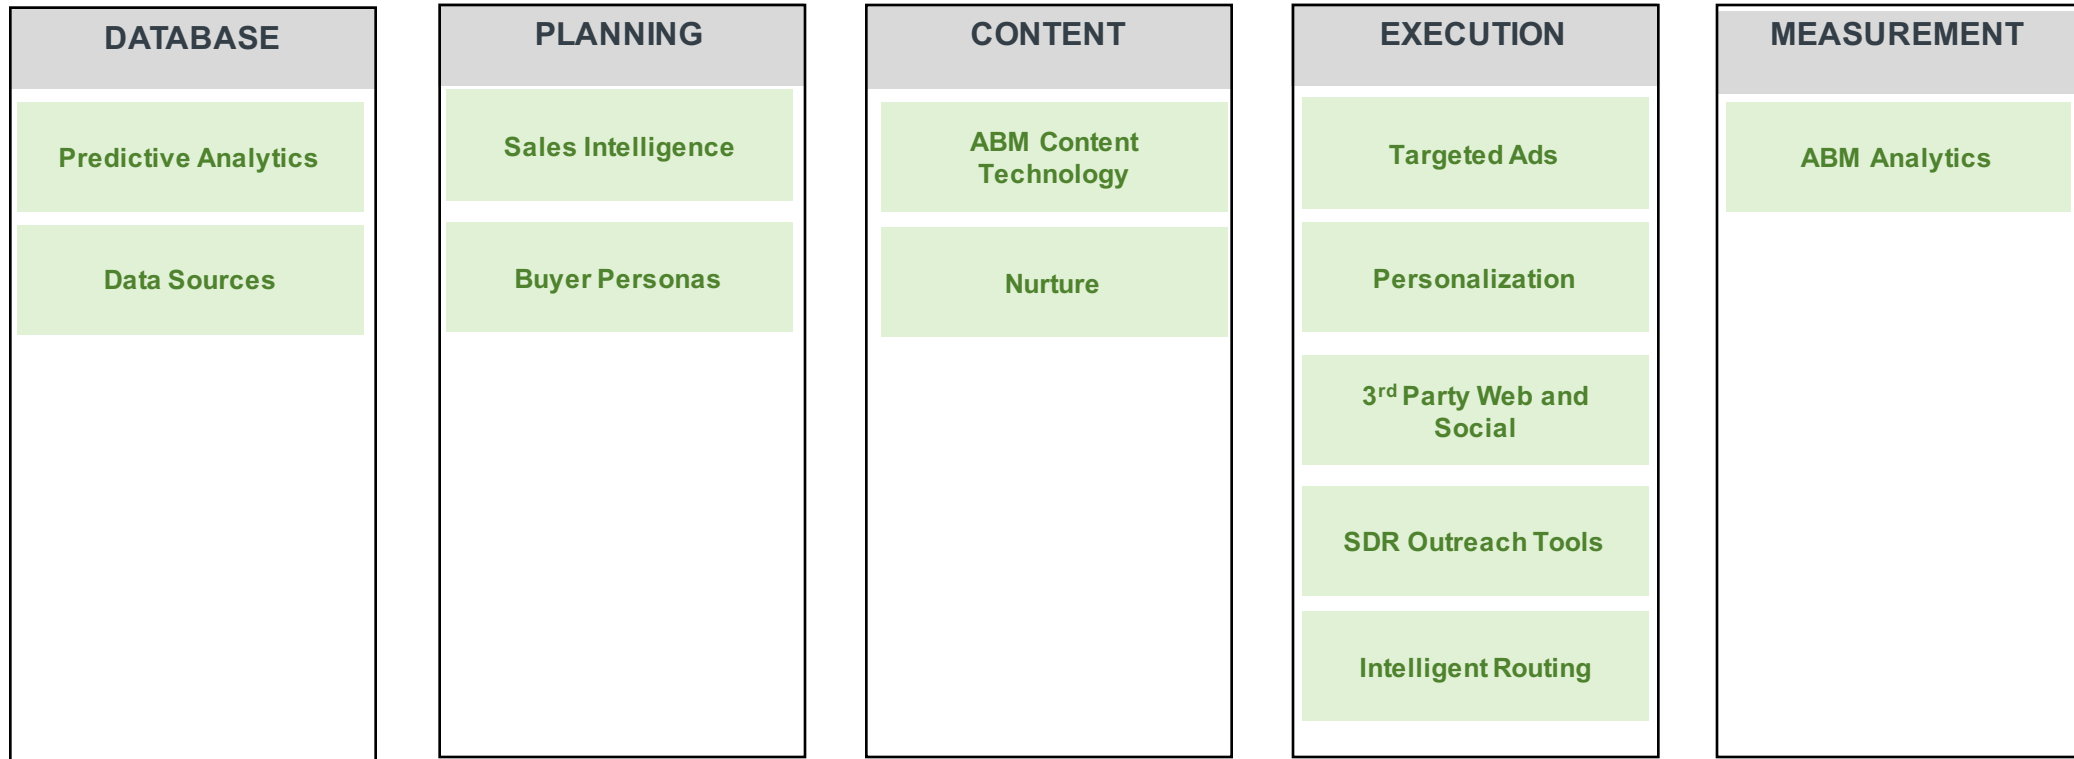 DATABASE
Predictive Analytics
Data Sources
PLANNING
Sales Intelligence
Buyer Personas
CONTENT
ABM Content
Technology
Nurture
EXECUTION
Targeted Ads
Personalization
3rd Party Web and
Social
SDR Outreach Tools
Intelligent Routing
MEASUREMENT
ABM Analytics